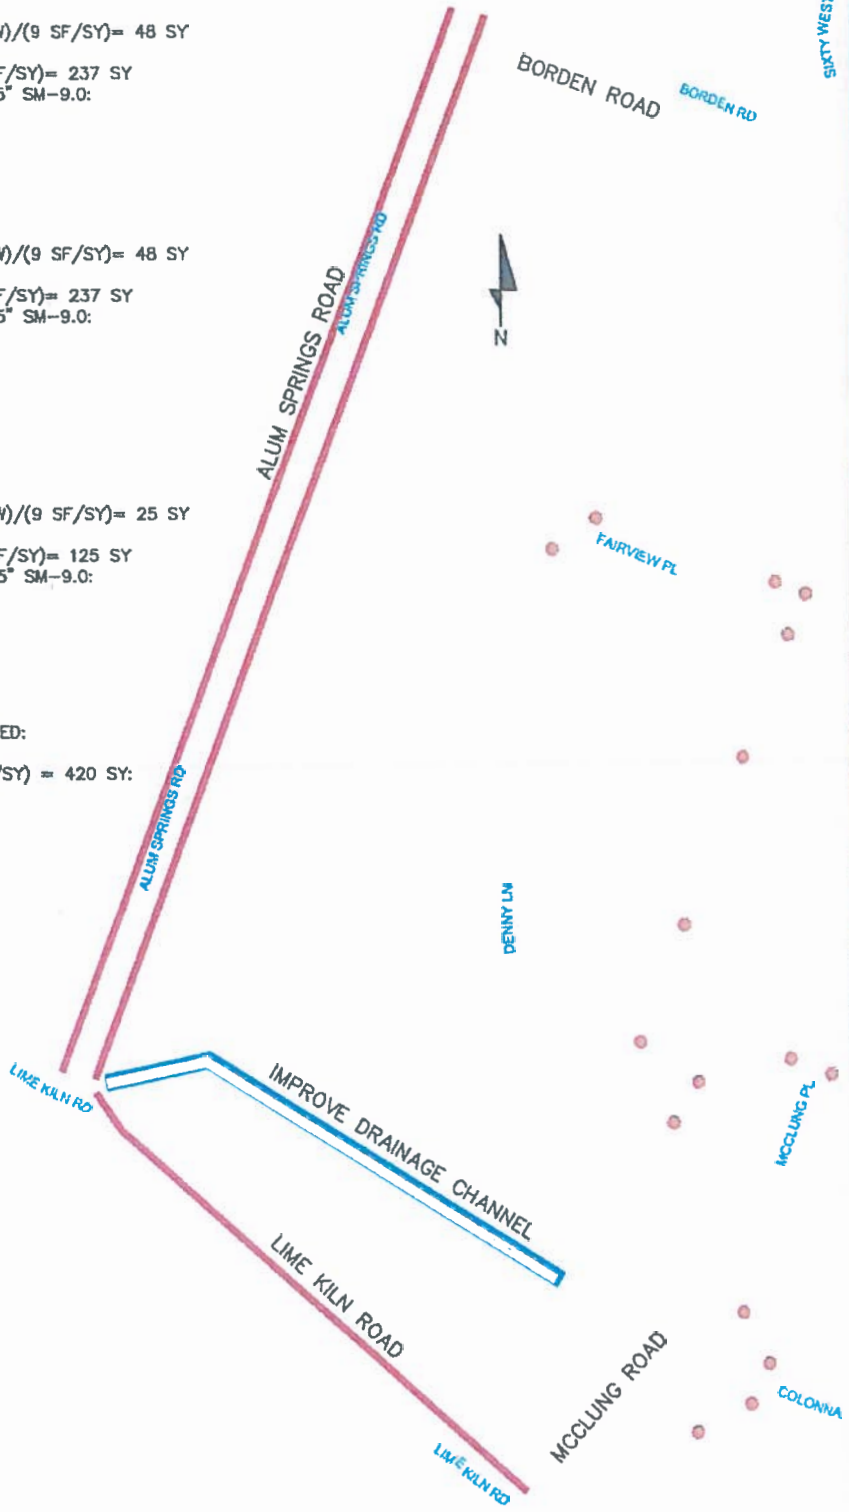 W)/(9 SF/SY)= 48 SY
F/SY)= 237 SY
5" SM-9.0:
W)/(9 SF/SY)= 48 SY
F/SY)= 237 SY
5" SM-9.0:
W)/(9 SF/SY)= 25 SY
F/SY)= 125 SY
5" SM-9.0:
ED:
/SY) = 420 SY:
SIXTY WEST
BORDEN ROAD
BORDEN RD
ALUM SPRINGS ROAD
ALUM SPRINGS RD
N
FAIRVIEW PL
ALUM SPRINGS RD
DENNY LN
LIME KILN RD
IMPROVE DRAINAGE CHANNEL
MCCLUNG PL
LIME KILN ROAD
MCCLUNG ROAD
COLONNA
LIME KILN RD